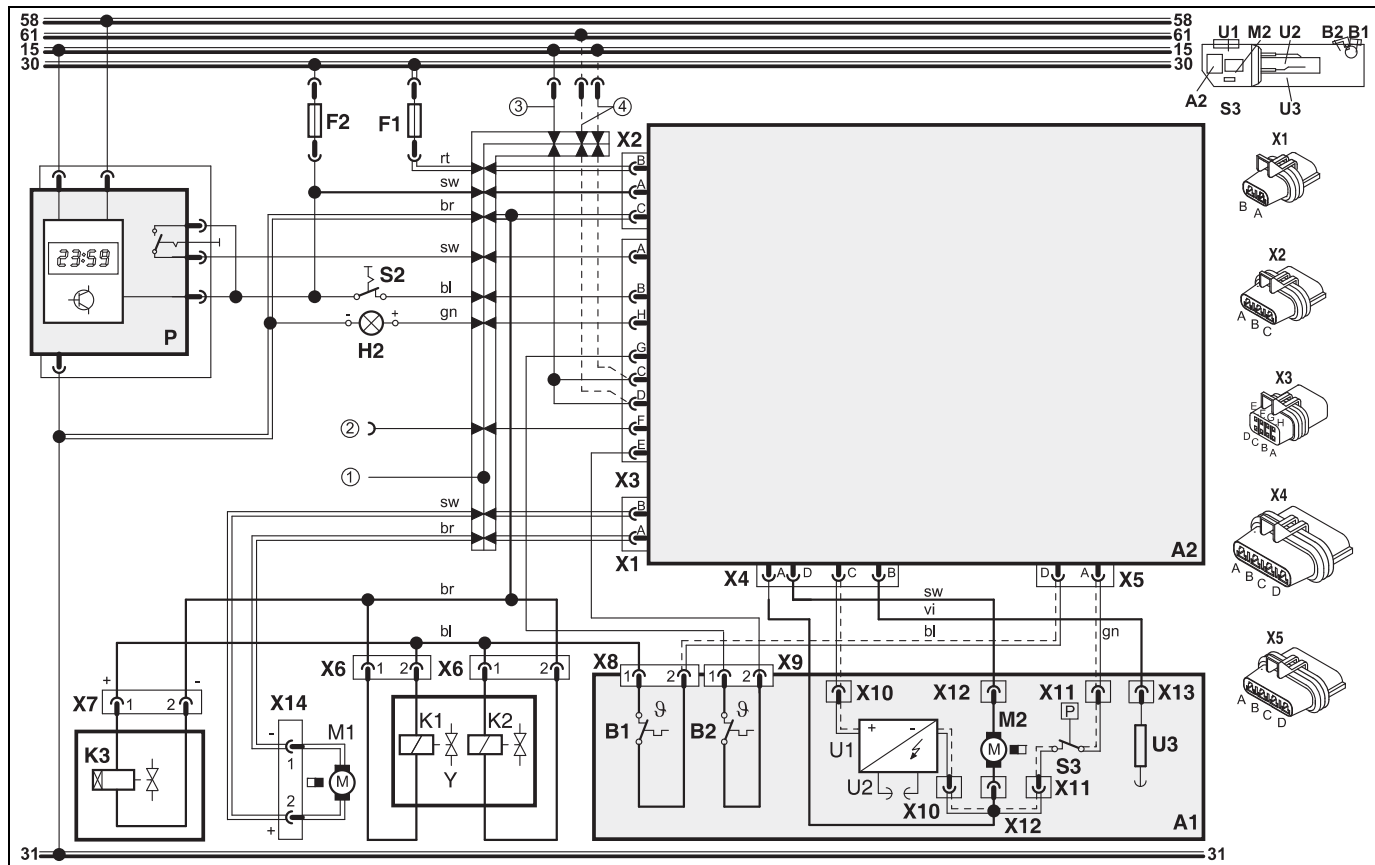 58 58
61 61
15 15
30 30
U1 M2 U2 B2 B1
A2 S3 U3
3 4
F2 F1 X2
rt B
sw A
br C
sw A
23:59
S2
bl B
gn H
- +
P H2
G
C
D
2 F
E
1 X3
sw B
br A
X1 A2
X4 A D C B D A X5
sw
vi
bl gn
br
bl
X6 1 2 X6 1 2 X8 1 2 1 2 X9
+ -
X7 1 2 X14 X10 X12 X11 X13
K3 - M1 K1 K2 B1 ϑ B2 ϑ + - M2 P
1 M Y U1 M S3 U3
2 U2 X11
+ X10 X12 A1
31 31
X1
B A
X2
A B C
X3
E F G H
D C B A
X4
A B C D
X5
A B C D